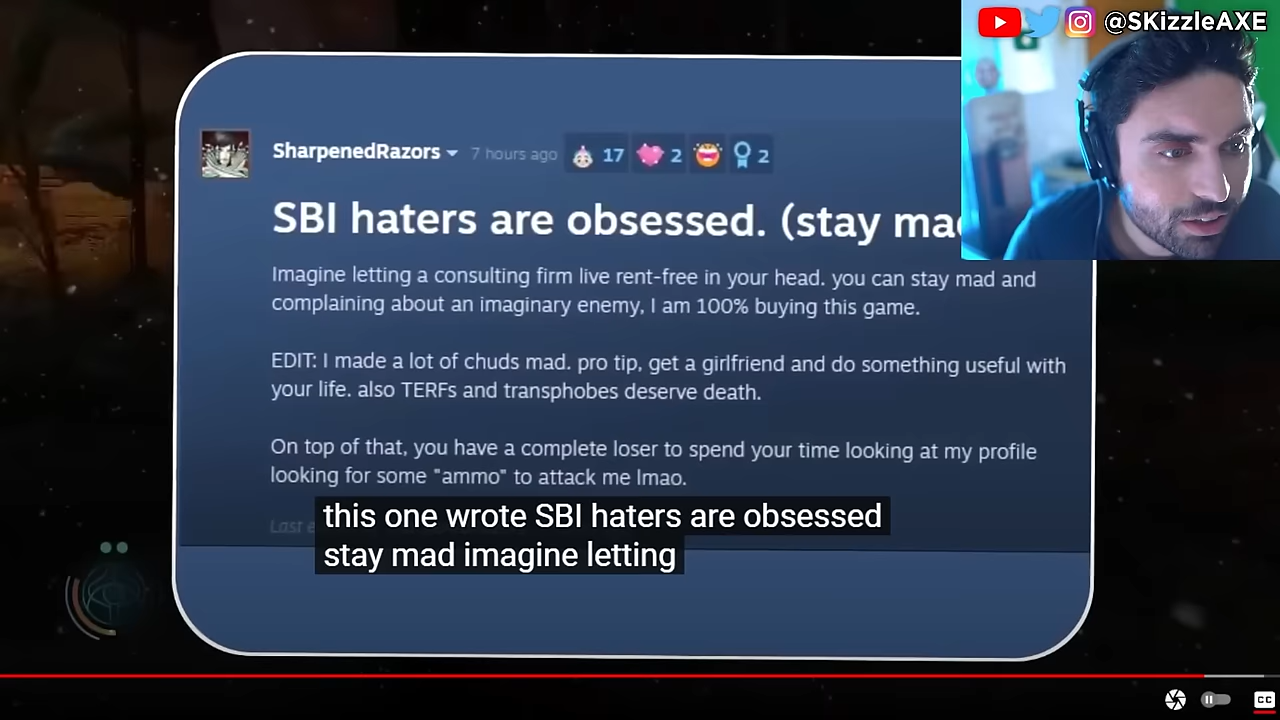 @SKizzleAXE
SharpenedRazors 7 hours ago 17 2 2
SBI haters are obsessed. (stay ma
Imagine letting a consulting firm live rent-free in your head. you can stay mad and
complaining about an imaginary enemy, I am 100% buying this game.
EDIT: I made a lot of chuds mad. pro tip, get a girlfriend and do something useful with
your life. also TERFs and transphobes deserve death.
On top of that, you have a complete loser to spend your time looking at my profile
looking for some "ammo" to attack me lmao.
Last
this one wrote SBI haters are obsessed
stay mad imagine letting
CC